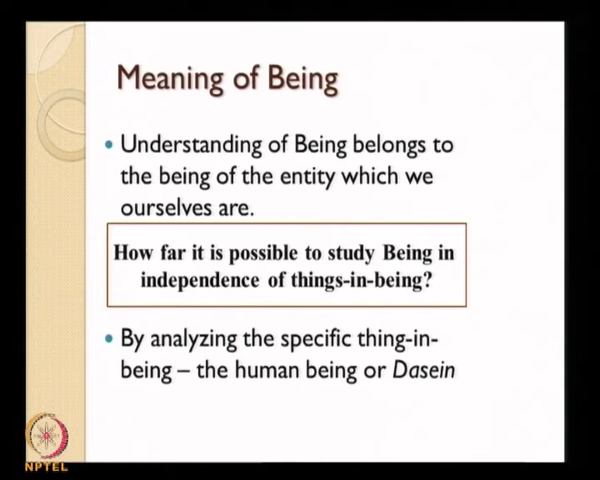 Meaning of Being
Understanding of Being belongs to
the being of the entity which we
ourselves are.
How far it is possible to study Being in
independence of things-in-being?
By analyzing the specific thing-in-
being – the human being or Dasein
NPTEL